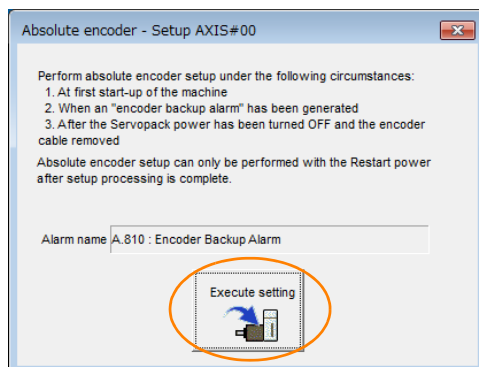 Absolute encoder - Setup AXIS#00
Perform absolute encoder setup under the following circumstances:
1. At first start-up of the machine
2. When an "encoder backup alarm" has been generated
3. After the Servopack power has been turned OFF and the encoder
cable removed
Absolute encoder setup can only be performed with the Restart power
after setup processing is complete.
Alarm name A.810 : Encoder Backup Alarm
Execute setting